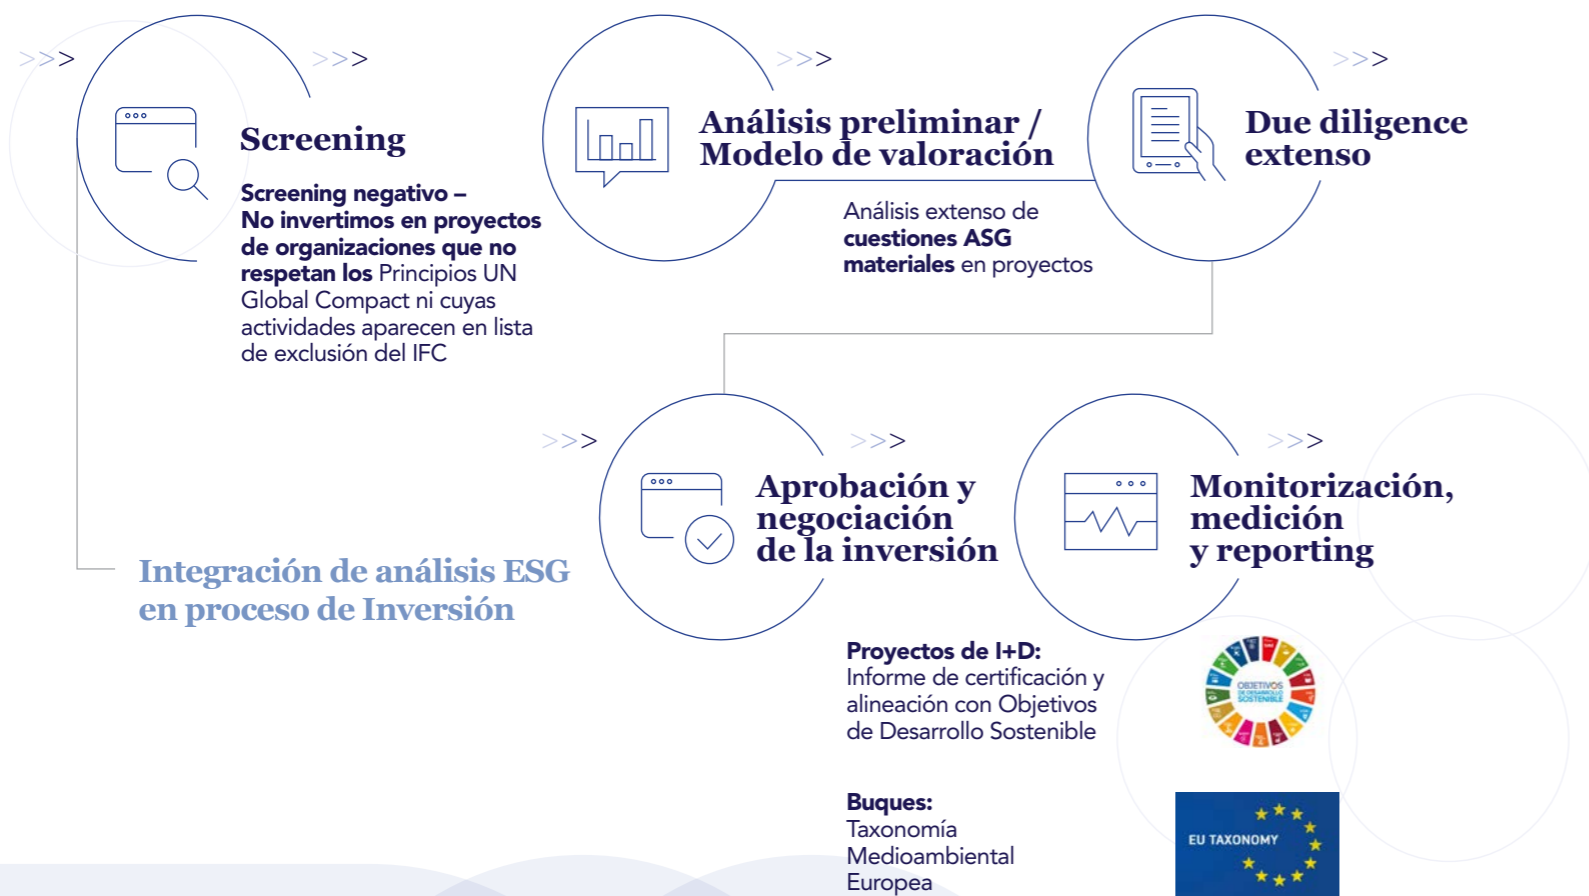 >>>
>>>
Screening
Screening negativo –
No invertimos en proyectos
de organizaciones que no
respetan los Principios UN
Global Compact ni cuyas
actividades aparecen en lista
de exclusión del IFC
>>>
Análisis preliminar /
Modelo de valoración
Análisis extenso de
cuestiones ASG
materiales en proyectos
>>>
Due diligence
extenso
>>>
>>>
Aprobación y
negociación
de la inversión
>>>
Monitorización,
medición
y reporting
Integración de análisis ESG
en proceso de Inversión
Proyectos de I+D:
Informe de certificación y
alineación con Objetivos
de Desarrollo Sostenible
OBJETIVOS
DE DESARROLLO
SOSTENIBLE
Buques:
Taxonomía
Medioambiental
Europea
EU TAXONOMY